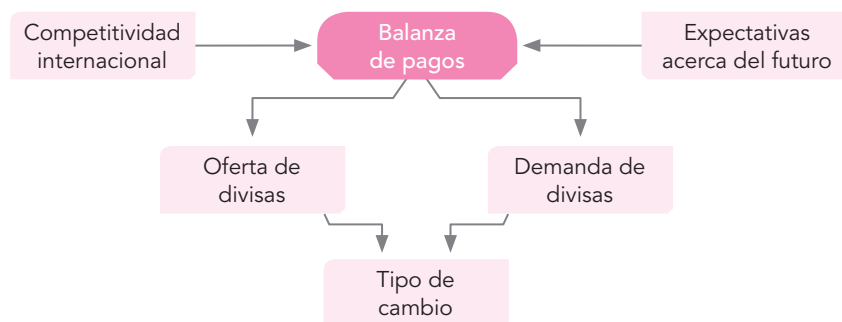 Competitividad
internacional
Balanza
de pagos
Expectativas
acerca del futuro
Oferta de
divisas
Demanda de
divisas
Tipo de
cambio